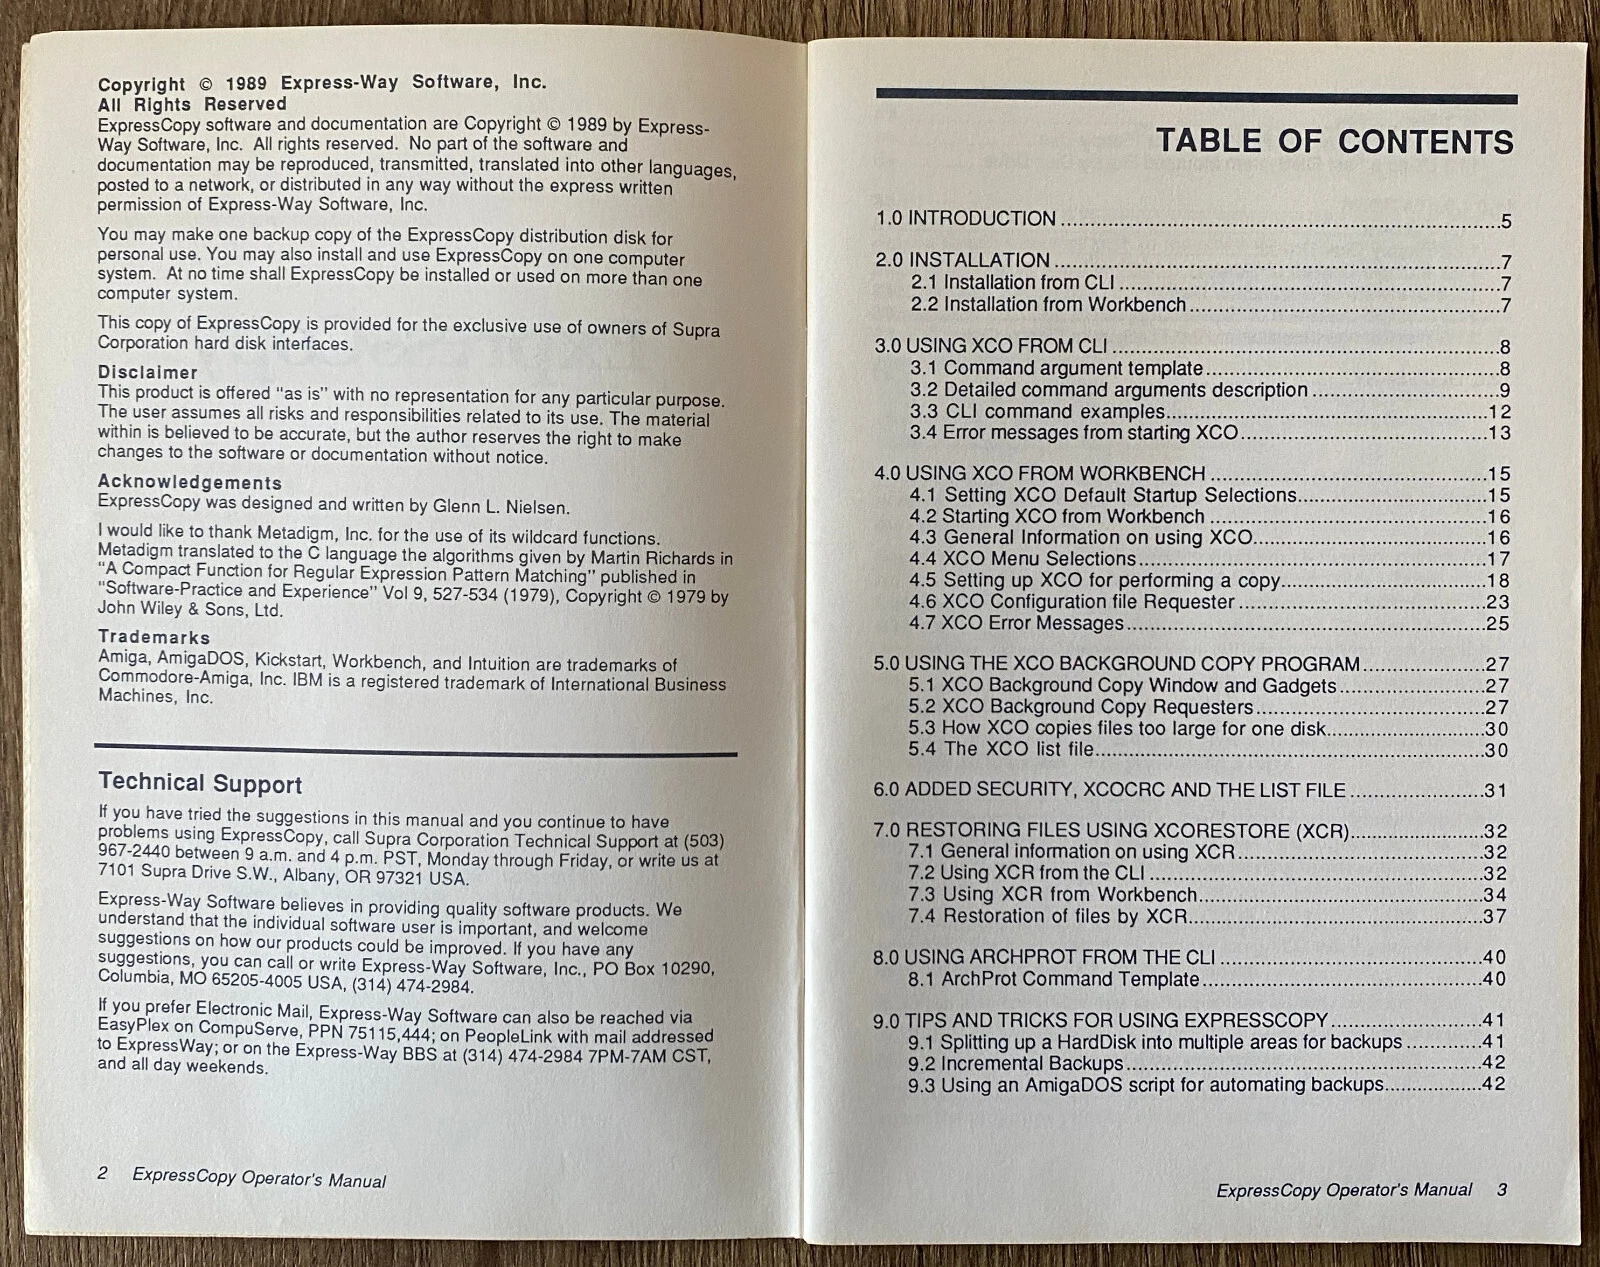 Copyright © 1989 Express-Way Software, Inc.
All Rights Reserved
ExpressCopy software and documentation are Copyright © 1989 by Express-
Way Software, Inc. All rights reserved. No part of the software and
documentation may be reproduced, transmitted, translated into other languages,
posted to a network, or distributed in any way without the express written
permission of Express-Way Software, Inc.
You may make one backup copy of the ExpressCopy distribution disk for
personal use. You may also install and use ExpressCopy on one computer
system. At no time shall ExpressCopy be installed or used on more than one
computer system.
This copy of ExpressCopy is provided for the exclusive use of owners of Supra
Corporation hard disk interfaces.
Disclaimer
This product is offered "as is" with no representation for any particular purpose.
The user assumes all risks and responsibilities related to its use. The material
within is believed to be accurate, but the author reserves the right to make
changes to the software or documentation without notice.
Acknowledgements
ExpressCopy was designed and written by Glenn L. Nielsen.
I would like to thank Metadigm, Inc. for the use of its wildcard functions.
Metadigm translated to the C language the algorithms given by Martin Richards in
"A Compact Function for Regular Expression Pattern Matching" published in
"Software-Practice and Experience" Vol 9, 527-534 (1979), Copyright © 1979 by
John Wiley & Sons, Ltd.
Trademarks
Amiga, AmigaDOS, Kickstart, Workbench, and Intuition are trademarks of
Commodore-Amiga, Inc. IBM is a registered trademark of International Business
Machines, Inc.
Technical Support
If you have tried the suggestions in this manual and you continue to have
problems using ExpressCopy, call Supra Corporation Technical Support at (503)
967-2440 between 9 a.m. and 4 p.m. PST, Monday through Friday, or write us at
7101 Supra Drive S.W., Albany, OR 97321 USA.
Express-Way Software believes in providing quality software products. We
understand that the individual software user is important, and welcome
suggestions on how our products could be improved. If you have any
suggestions, you can call or write Express-Way Software, Inc., PO Box 10290,
Columbia, MO 65205-4005 USA, (314) 474-2984.
If you prefer Electronic Mail, Express-Way Software can also be reached via
EasyPlex on CompuServe, PPN 75115,444; on PeopleLink with mail addressed
to ExpressWay; or on the Express-Way BBS at (314) 474-2984 7PM-7AM CST,
and all day weekends.
2 ExpressCopy Operator's Manual
TABLE OF CONTENTS
1.0 INTRODUCTION ..... 5
2.0 INSTALLATION ..... 7
2.1 Installation from CLI ..... 7
2.2 Installation from Workbench ..... 7
3.0 USING XCO FROM CLI ..... 8
3.1 Command argument template ..... 8
3.2 Detailed command arguments description ..... 9
3.3 CLI command examples ..... 12
3.4 Error messages from starting XCO ..... 13
4.0 USING XCO FROM WORKBENCH ..... 15
4.1 Setting XCO Default Startup Selections ..... 15
4.2 Starting XCO from Workbench ..... 16
4.3 General Information on using XCO ..... 16
4.4 XCO Menu Selections ..... 17
4.5 Setting up XCO for performing a copy ..... 18
4.6 XCO Configuration file Requester ..... 23
4.7 XCO Error Messages ..... 25
5.0 USING THE XCO BACKGROUND COPY PROGRAM ..... 27
5.1 XCO Background Copy Window and Gadgets ..... 27
5.2 XCO Background Copy Requesters ..... 27
5.3 How XCO copies files too large for one disk ..... 30
5.4 The XCO list file ..... 30
6.0 ADDED SECURITY, XCOCRC AND THE LIST FILE ..... 31
7.0 RESTORING FILES USING XCORESTORE (XCR) ..... 32
7.1 General information on using XCR ..... 32
7.2 Using XCR from the CLI ..... 32
7.3 Using XCR from Workbench ..... 34
7.4 Restoration of files by XCR ..... 37
8.0 USING ARCHPROT FROM THE CLI ..... 40
8.1 ArchProt Command Template ..... 40
9.0 TIPS AND TRICKS FOR USING EXPRESSCOPY ..... 41
9.1 Splitting up a HardDisk into multiple areas for backups ..... 41
9.2 Incremental Backups ..... 42
9.3 Using an AmigaDOS script for automating backups ..... 42
ExpressCopy Operator's Manual 3